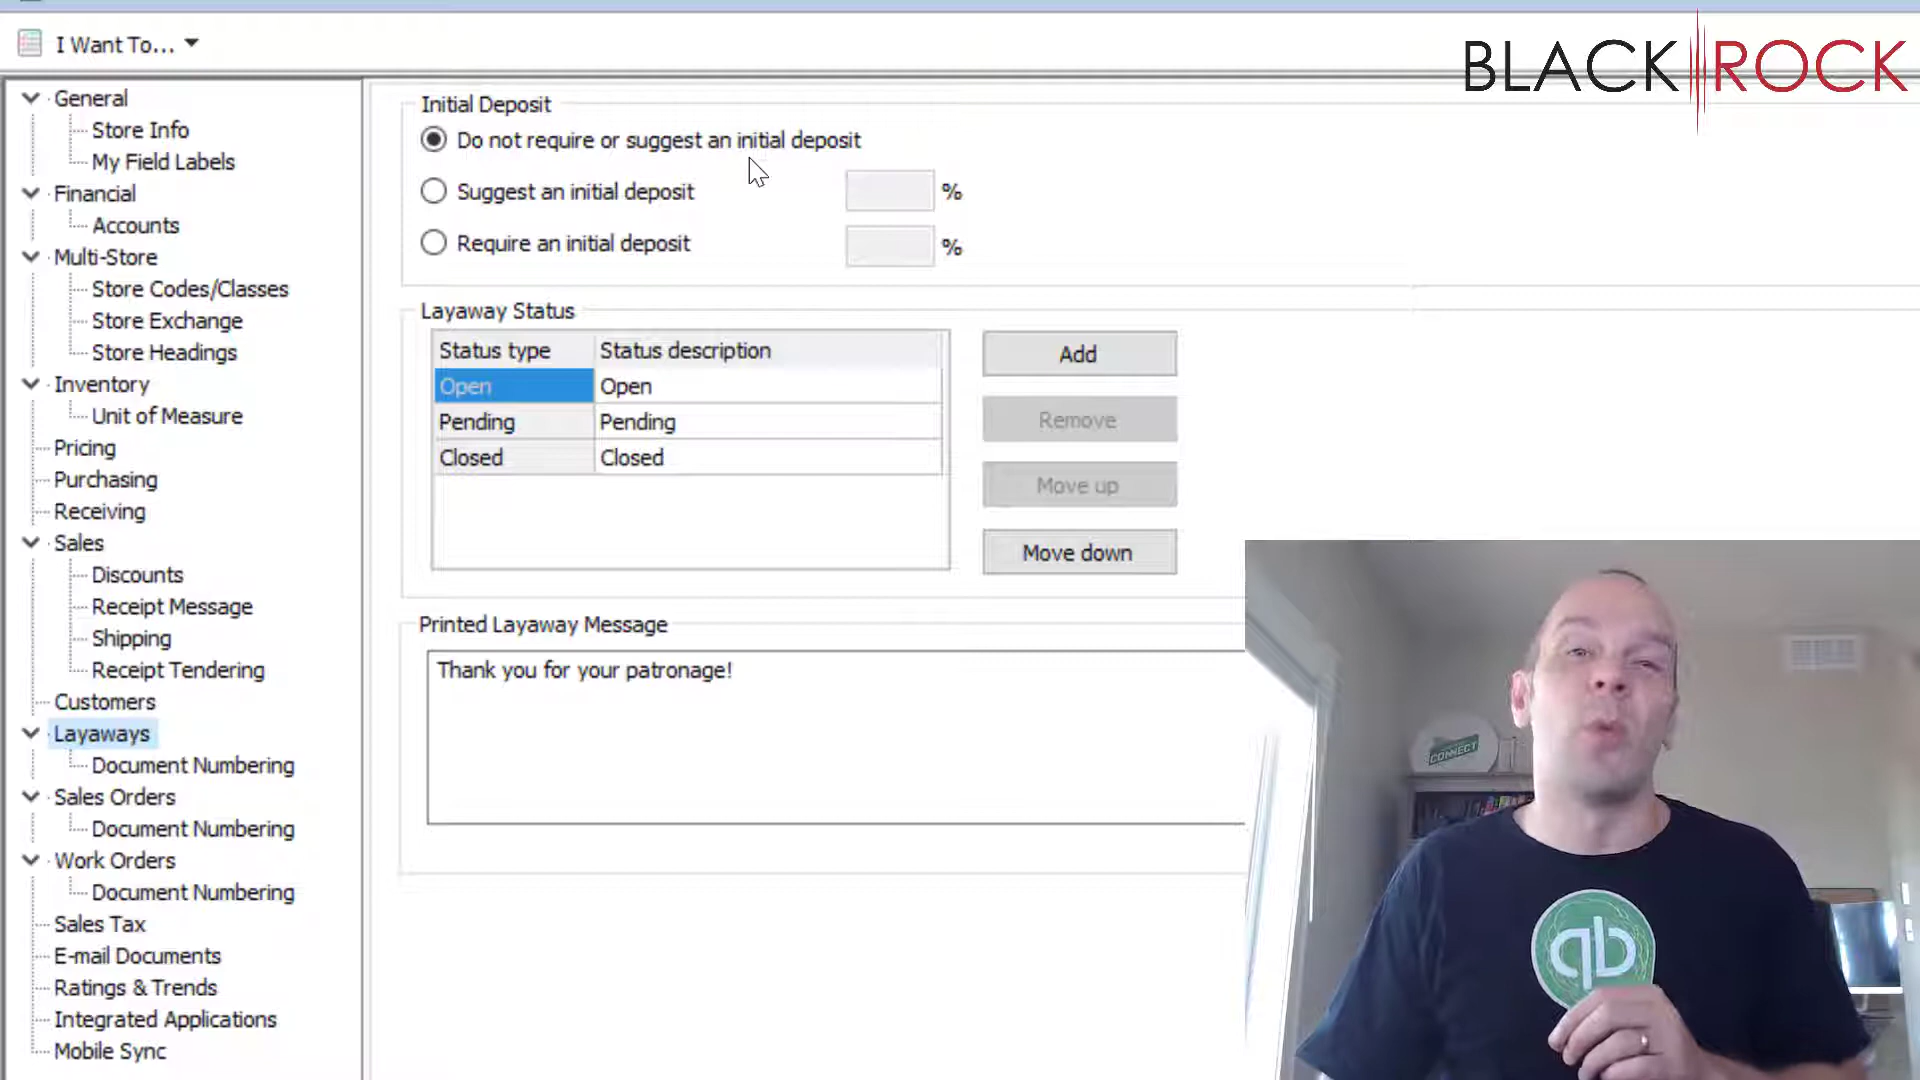 I Want To...
BLACK ROCK
General
Store Info
My Field Labels
Financial
Accounts
Multi-Store
Store Codes/Classes
Store Exchange
Store Headings
Inventory
Unit of Measure
Pricing
Purchasing
Receiving
Sales
Discounts
Receipt Message
Shipping
Receipt Tendering
Customers
Layaways
Document Numbering
Sales Orders
Document Numbering
Work Orders
Document Numbering
Sales Tax
E-mail Documents
Ratings & Trends
Integrated Applications
Mobile Sync
Initial Deposit
Do not require or suggest an initial deposit
Suggest an initial deposit %
Require an initial deposit %
Layaway Status
Status type Status description
Open Open
Pending Pending
Closed Closed
Add
Remove
Move up
Move down
Printed Layaway Message
Thank you for your patronage!
CONNECT
qb